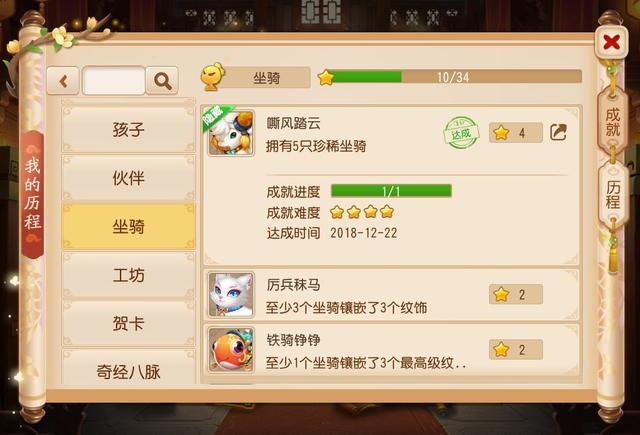 坐骑
10/34
我的历程
孩子
伙伴
坐骑
工坊
贺卡
奇经八脉
隐藏
嘶风踏云
拥有5只珍稀坐骑
达成
4
成就进度
1/1
成就难度
达成时间 2018-12-22
厉兵秣马
至少3个坐骑镶嵌了3个纹饰
2
铁骑铮铮
至少1个坐骑镶嵌了3个最高级纹..
2
成就
历程